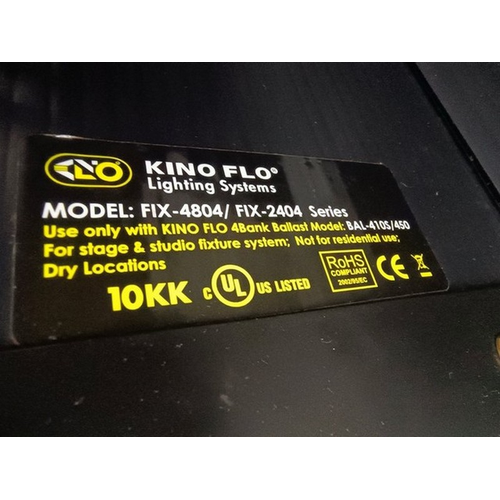 KLO KINO FLO®
Lighting Systems
MODEL: FIX-4804/ FIX-2404 Series
Use only with KINO FLO 4Bank Ballast Model: BAL-410S/450
For stage & studio fixture system; Not for residential use;
Dry Locations
10KK c UL US LISTED
RoHS
COMPLIANT
2002/95/EC
CE